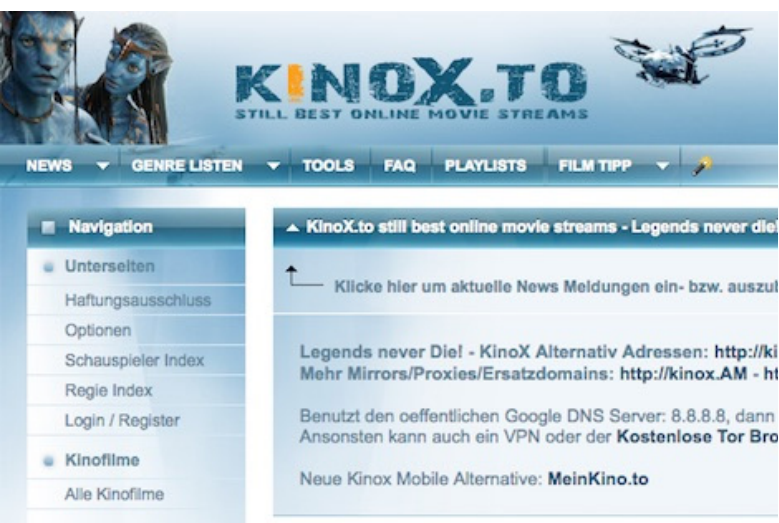 KINOX.TO
STILL BEST ONLINE MOVIE STREAMS
NEWS GENRE LISTEN TOOLS FAQ PLAYLISTS FILM TIPP
Navigation
Unterseiten
Haftungsausschluss
Optionen
Schauspieler Index
Regie Index
Login / Register
Kinofilme
Alle Kinofilme
KinoX.to still best online movie streams - Legends never die!
Klicke hier um aktuelle News Meldungen ein- bzw.
Legends never Die! - KinoX Alternativ Adressen: http://ki
Mehr Mirrors/Proxies/Ersatzdomains: http://kinox.AM - ht
Benutzt den oeffentlichen Google DNS Server: 8.8.8.8, dann
Ansonsten kann auch ein VPN oder der Kostenlose Tor Bro
Neue Kinox Mobile Alternative: MeinKino.to